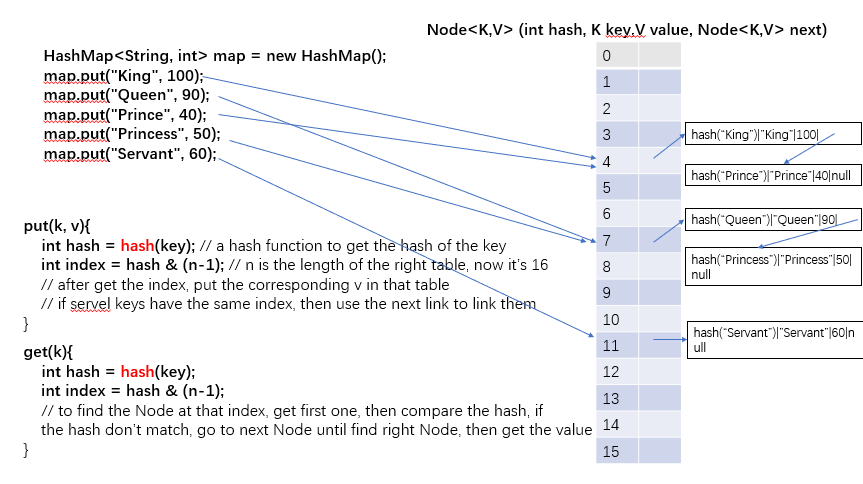 Node<K,V> (int hash, K key.V value, Node<K,V> next)
HashMap<String, int> map = new HashMap();
map.put("King", 100);
map.put("Queen", 90);
map.put("Prince", 40);
map.put("Princess", 50);
map.put("Servant", 60);
put(k, v){
int hash = hash(key); // a hash function to get the hash of the key
int index = hash & (n-1); // n is the length of the right table, now it's 16
// after get the index, put the corresponding v in that table
// if servel keys have the same index, then use the next link to link them
}
get(k){
int hash = hash(key);
int index = hash & (n-1);
// to find the Node at that index, get first one, then compare the hash, if
the hash don't match, go to next Node until find right Node, then get the value
}
0
1
2
3
4
5
6
7
8
9
10
11
12
13
14
15
hash("King")|"King"|100|
hash("Prince")|"Prince"|40|null
hash("Queen")|"Queen"|90|
hash("Princess")|"Princess"|50|
null
hash("Servant")|"Servant"|60|n
ull